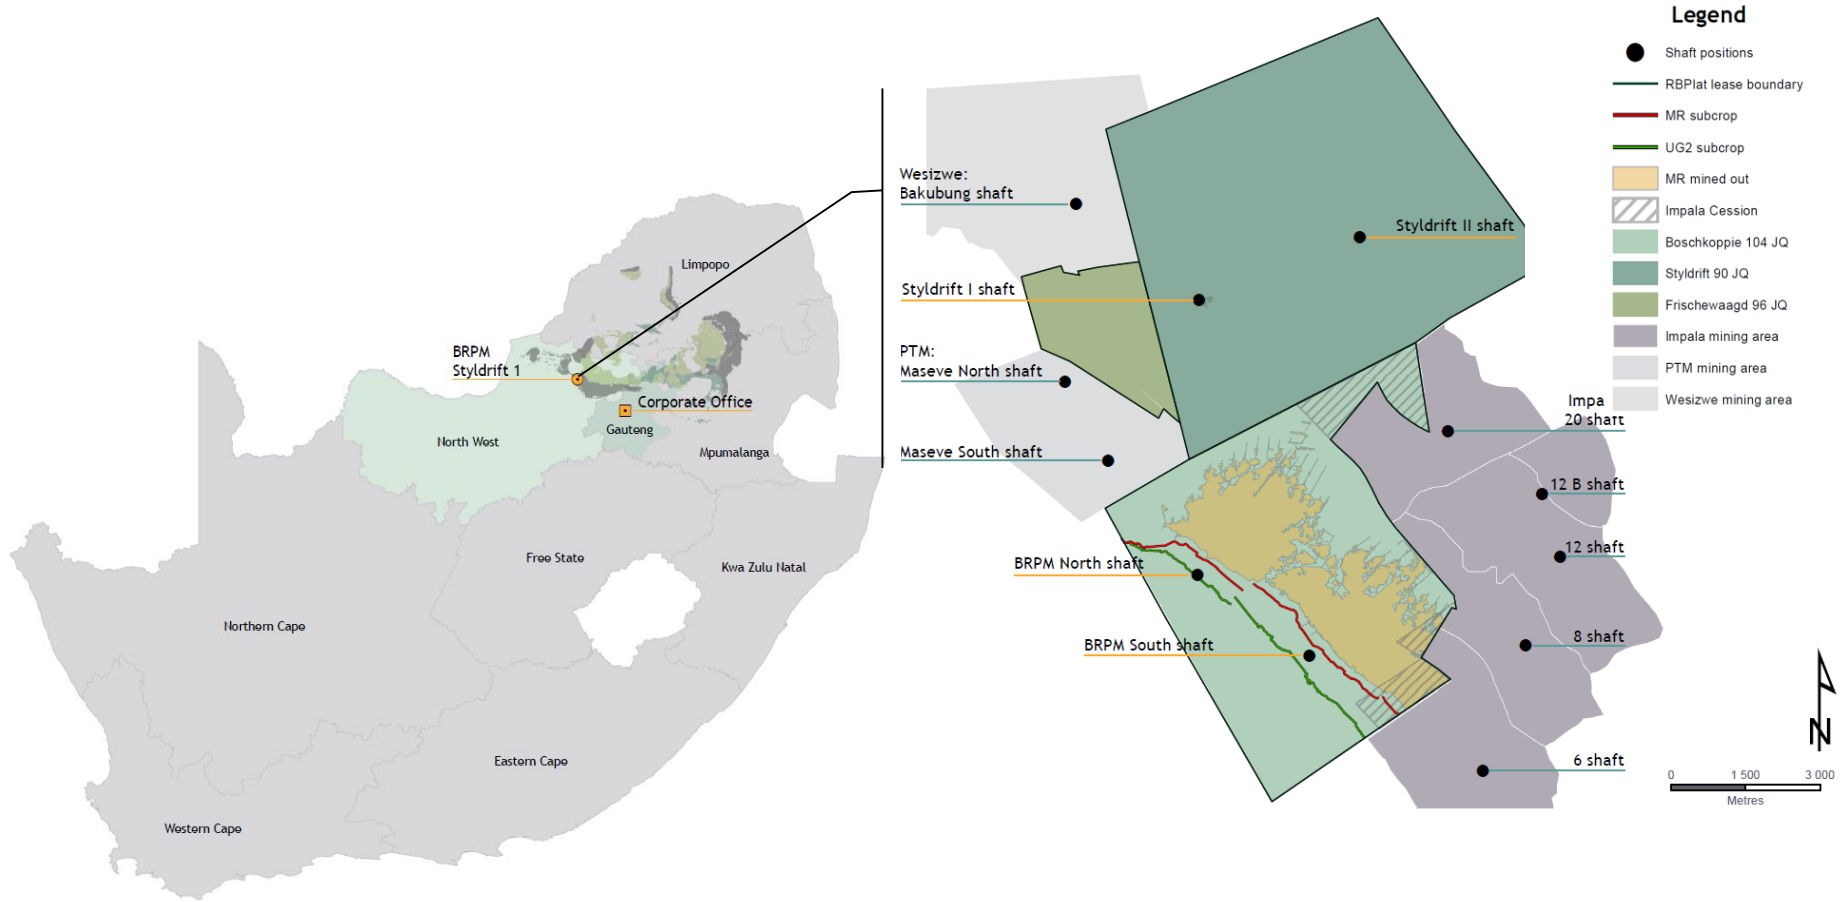 Limpopo
BRPM
Styldrift 1
Corporate Office
Gauteng
North West
Mpumalanga
Free State
Kwa Zulu Natal
Northern Cape
Eastern Cape
Western Cape
Wesizwe:
Bakubung shaft
Styldrift II shaft
Styldrift I shaft
PTM:
Maseve North shaft
Maseve South shaft
Impa
20 shaft
12 B shaft
12 shaft
BRPM North shaft
BRPM South shaft
8 shaft
6 shaft
Legend
Shaft positions
RBPlat lease boundary
MR subcrop
UG2 subcrop
MR mined out
Impala Cession
Boschkoppie 104 JQ
Styldrift 90 JQ
Frischewaagd 96 JQ
Impala mining area
PTM mining area
Wesizwe mining area
N
0 1 500 3 000
Metres